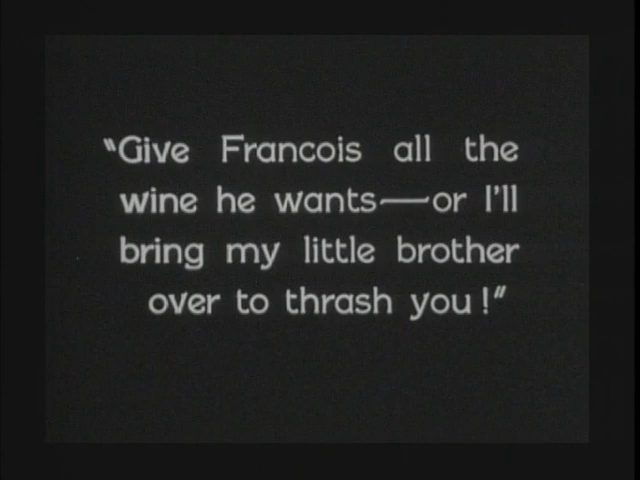 "Give Francois all the
wine he wants—or I'll
bring my little brother
over to thrash you!"